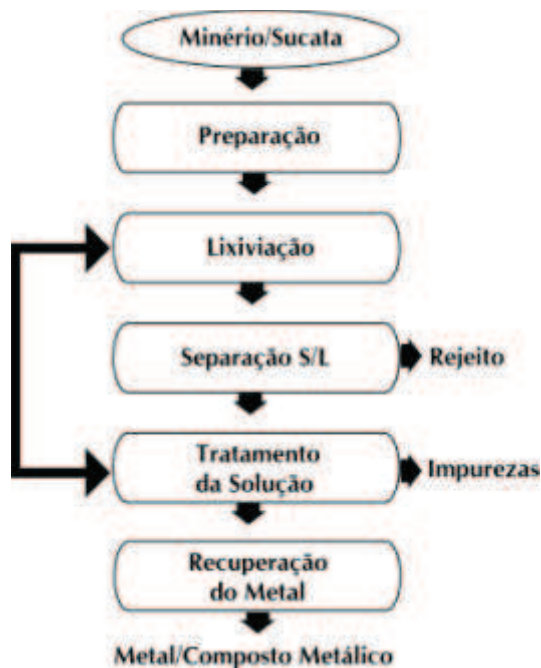 Minério/Sucata
Preparação
Lixiviação
Separação S/L
Rejeito
Tratamento
da Solução
Impurezas
Recuperação
do Metal
Metal/Composto Metálico